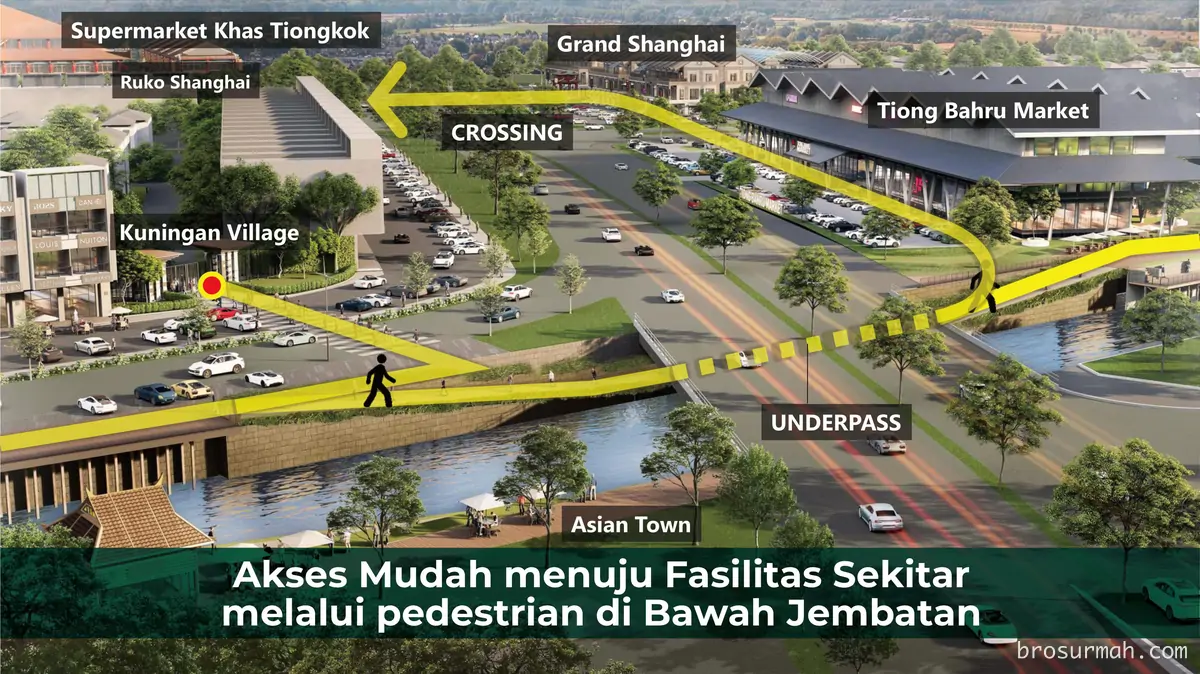 Supermarket Khas Tiongkok
Grand Shanghai
Ruko Shanghai
Tiong Bahru Market
CROSSING
Kuningan Village
UNDERPASS
Asian Town
Akses Mudah menuju Fasilitas Sekitar
melalui pedestrian di Bawah Jembatan
brosurmah.com